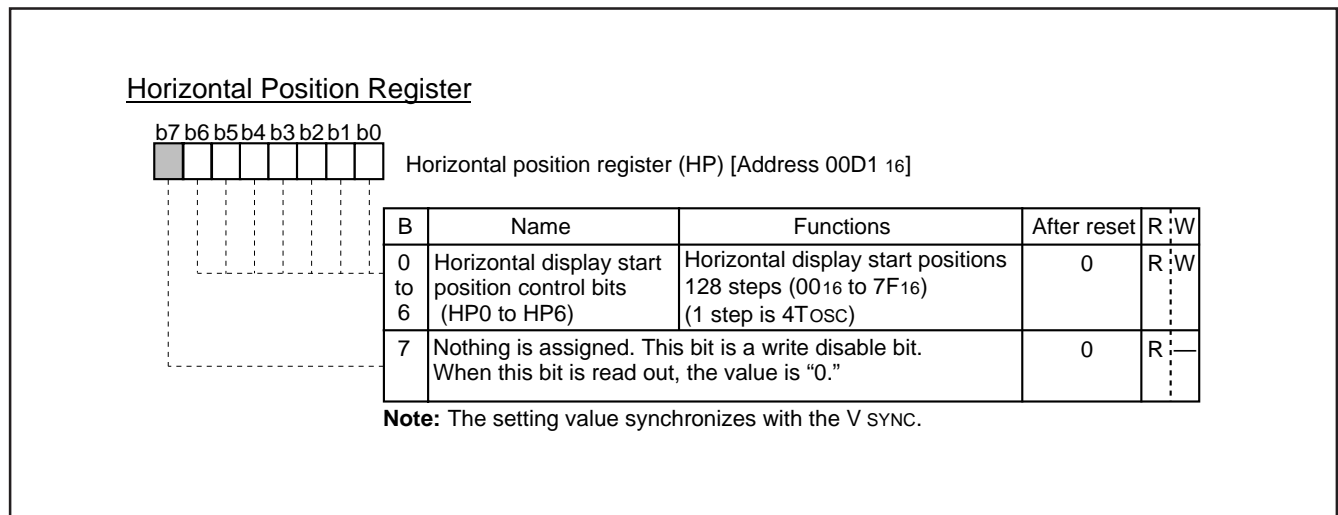 Horizontal Position Register
b7 b6 b5 b4 b3 b2 b1 b0
Horizontal position register (HP) [Address 00D1 16]
B Name Functions After reset R W
0 to 6 Horizontal display start position control bits (HP0 to HP6) Horizontal display start positions 128 steps (0016 to 7F16) (1 step is 4TOSC) 0 R W
7 Nothing is assigned. This bit is a write disable bit. When this bit is read out, the value is “0.” 0 R —
Note: The setting value synchronizes with the V SYNC.